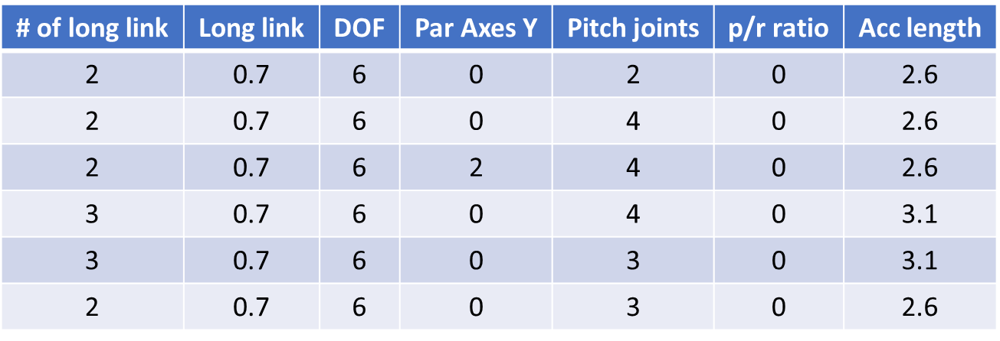 # of long link Long link DOF Par Axes Y Pitch joints p/r ratio Acc length
2 0.7 6 0 2 0 2.6
2 0.7 6 0 4 0 2.6
2 0.7 6 2 4 0 2.6
3 0.7 6 0 4 0 3.1
3 0.7 6 0 3 0 3.1
2 0.7 6 0 3 0 2.6